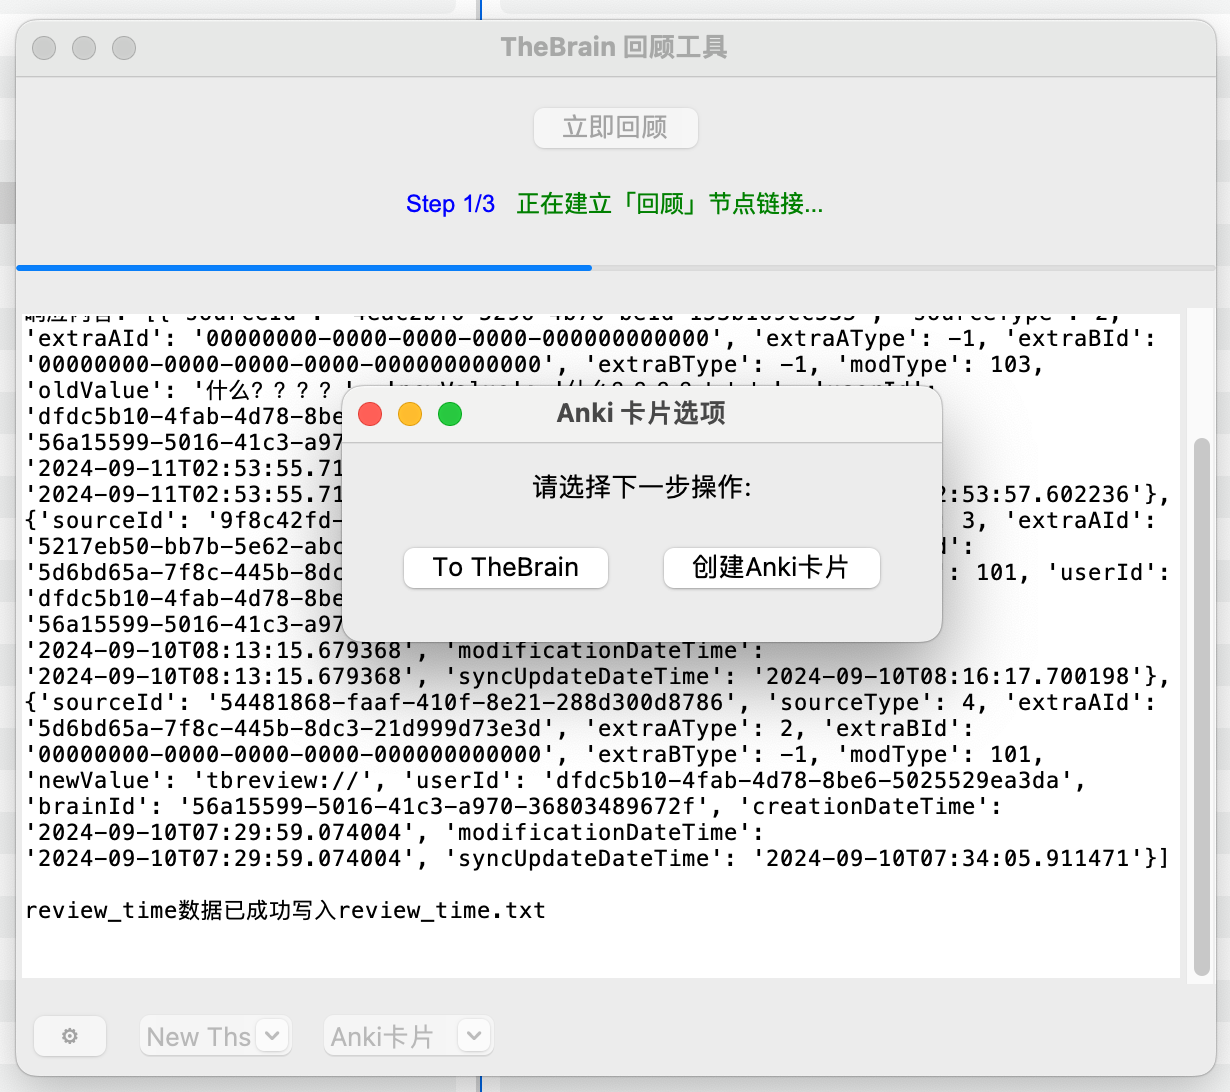 TheBrain 回顾工具
立即回顾
Step 1/3 正在建立「回顾」节点链接...
'extraAId': '00000000-0000-0000-0000-000000000000', 'extraAType': -1, 'extraBId':
'00000000-0000-0000-0000-000000000000', 'extraBType': -1, 'modType': 103,
'oldValue': '什么？？？？
'dfdc5b10-4fab-4d78-8be
'56a15599-5016-41c3-a97
'2024-09-11T02:53:55.71
'2024-09-11T02:53:55.71 2:53:57.602236'},
{'sourceId': '9f8c42fd- 3, 'extraAId':
'5217eb50-bb7b-5e62-abc d':
'5d6bd65a-7f8c-445b-8dc : 101, 'userId':
'dfdc5b10-4fab-4d78-8be
'56a15599-5016-41c3-a97
'2024-09-10T08:13:15.679368', 'modificationDateTime':
'2024-09-10T08:13:15.679368', 'syncUpdateDateTime': '2024-09-10T08:16:17.700198'},
{'sourceId': '54481868-faaf-410f-8e21-288d300d8786', 'sourceType': 4, 'extraAId':
'5d6bd65a-7f8c-445b-8dc3-21d999d73e3d', 'extraAType': 2, 'extraBId':
'00000000-0000-0000-0000-000000000000', 'extraBType': -1, 'modType': 101,
'newValue': 'tbreview://', 'userId': 'dfdc5b10-4fab-4d78-8be6-5025529ea3da',
'brainId': '56a15599-5016-41c3-a970-36803489672f', 'creationDateTime':
'2024-09-10T07:29:59.074004', 'modificationDateTime':
'2024-09-10T07:29:59.074004', 'syncUpdateDateTime': '2024-09-10T07:34:05.911471'}]
review_time数据已成功写入review_time.txt
Anki 卡片选项
请选择下一步操作:
To TheBrain 创建Anki卡片
New Ths Anki卡片